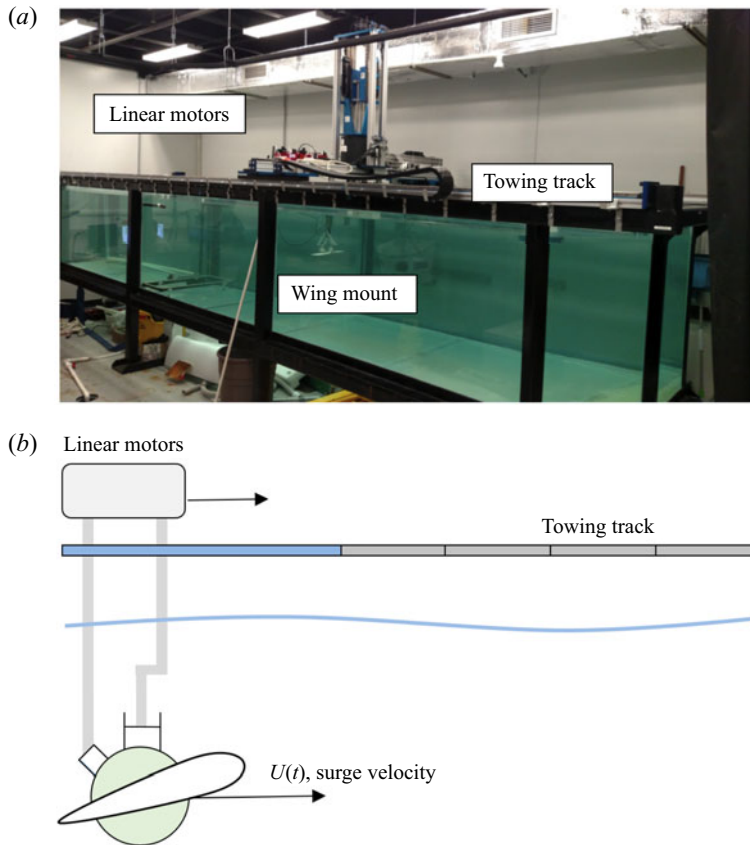 (a)
Linear motors
Towing track
Wing mount
(b)
Linear motors
Towing track
U(t), surge velocity